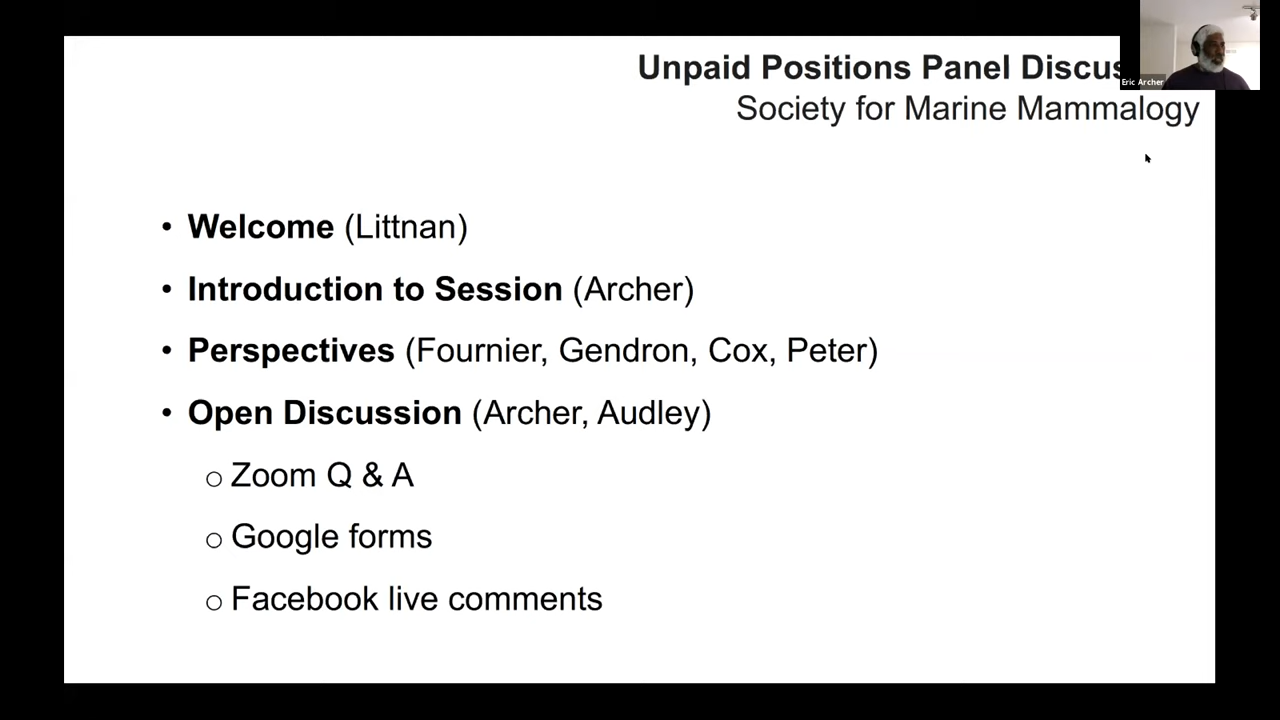 Unpaid Positions Panel Discus
Society for Marine Mammalogy
Eric Archer
• Welcome (Littnan)
• Introduction to Session (Archer)
• Perspectives (Fournier, Gendron, Cox, Peter)
• Open Discussion (Archer, Audley)
○ Zoom Q & A
○ Google forms
○ Facebook live comments